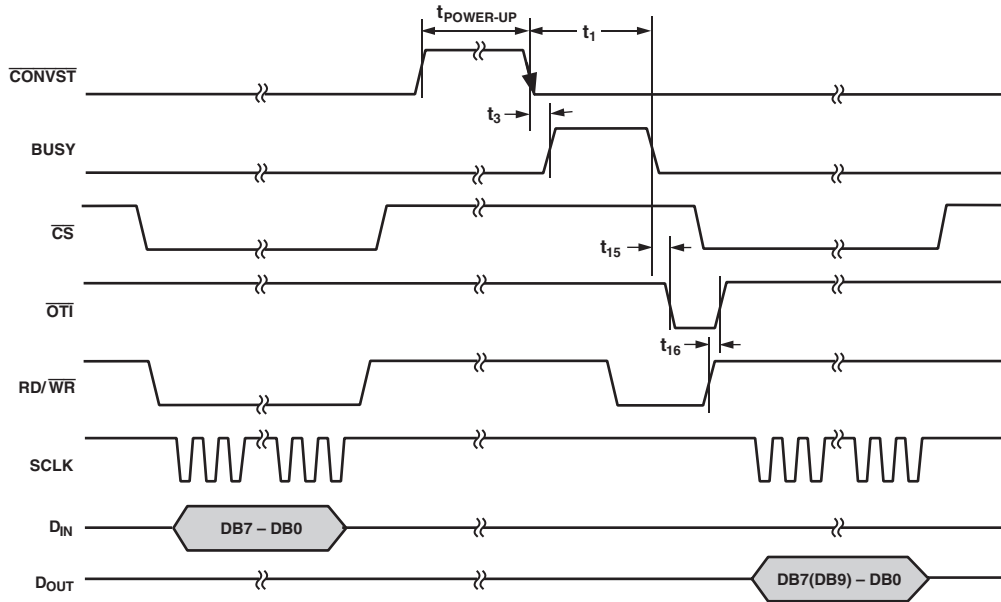 tPOWER-UP
t1
CONVST
t3
BUSY
CS
t15
OTI
t16
RD/WR
SCLK
DIN
DB7 – DB0
DOUT
DB7(DB9) – DB0